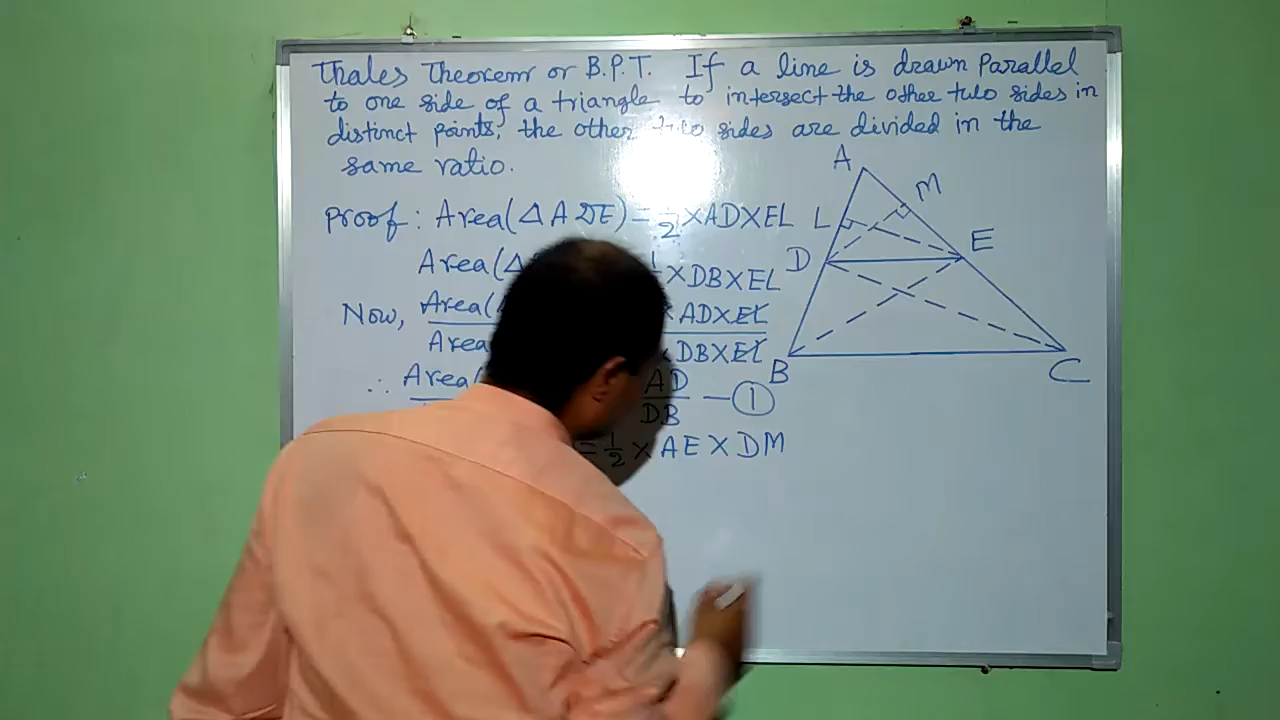 Thales Theorem or B.P.T. If a line is drawn Parallel
to one side of a triangle to intersect the other two sides in
distinct points, the other two sides are divided in the
same ratio.
Proof: Area(△ADE) = 1/2 × AD × EL
Area(△ × DB × EL
Now, Area( × AD × EL
Area × DB × EL
∴ Area( AD/DB — ①
= 1/2 × AE × DM
A
M
L
E
D
B
C